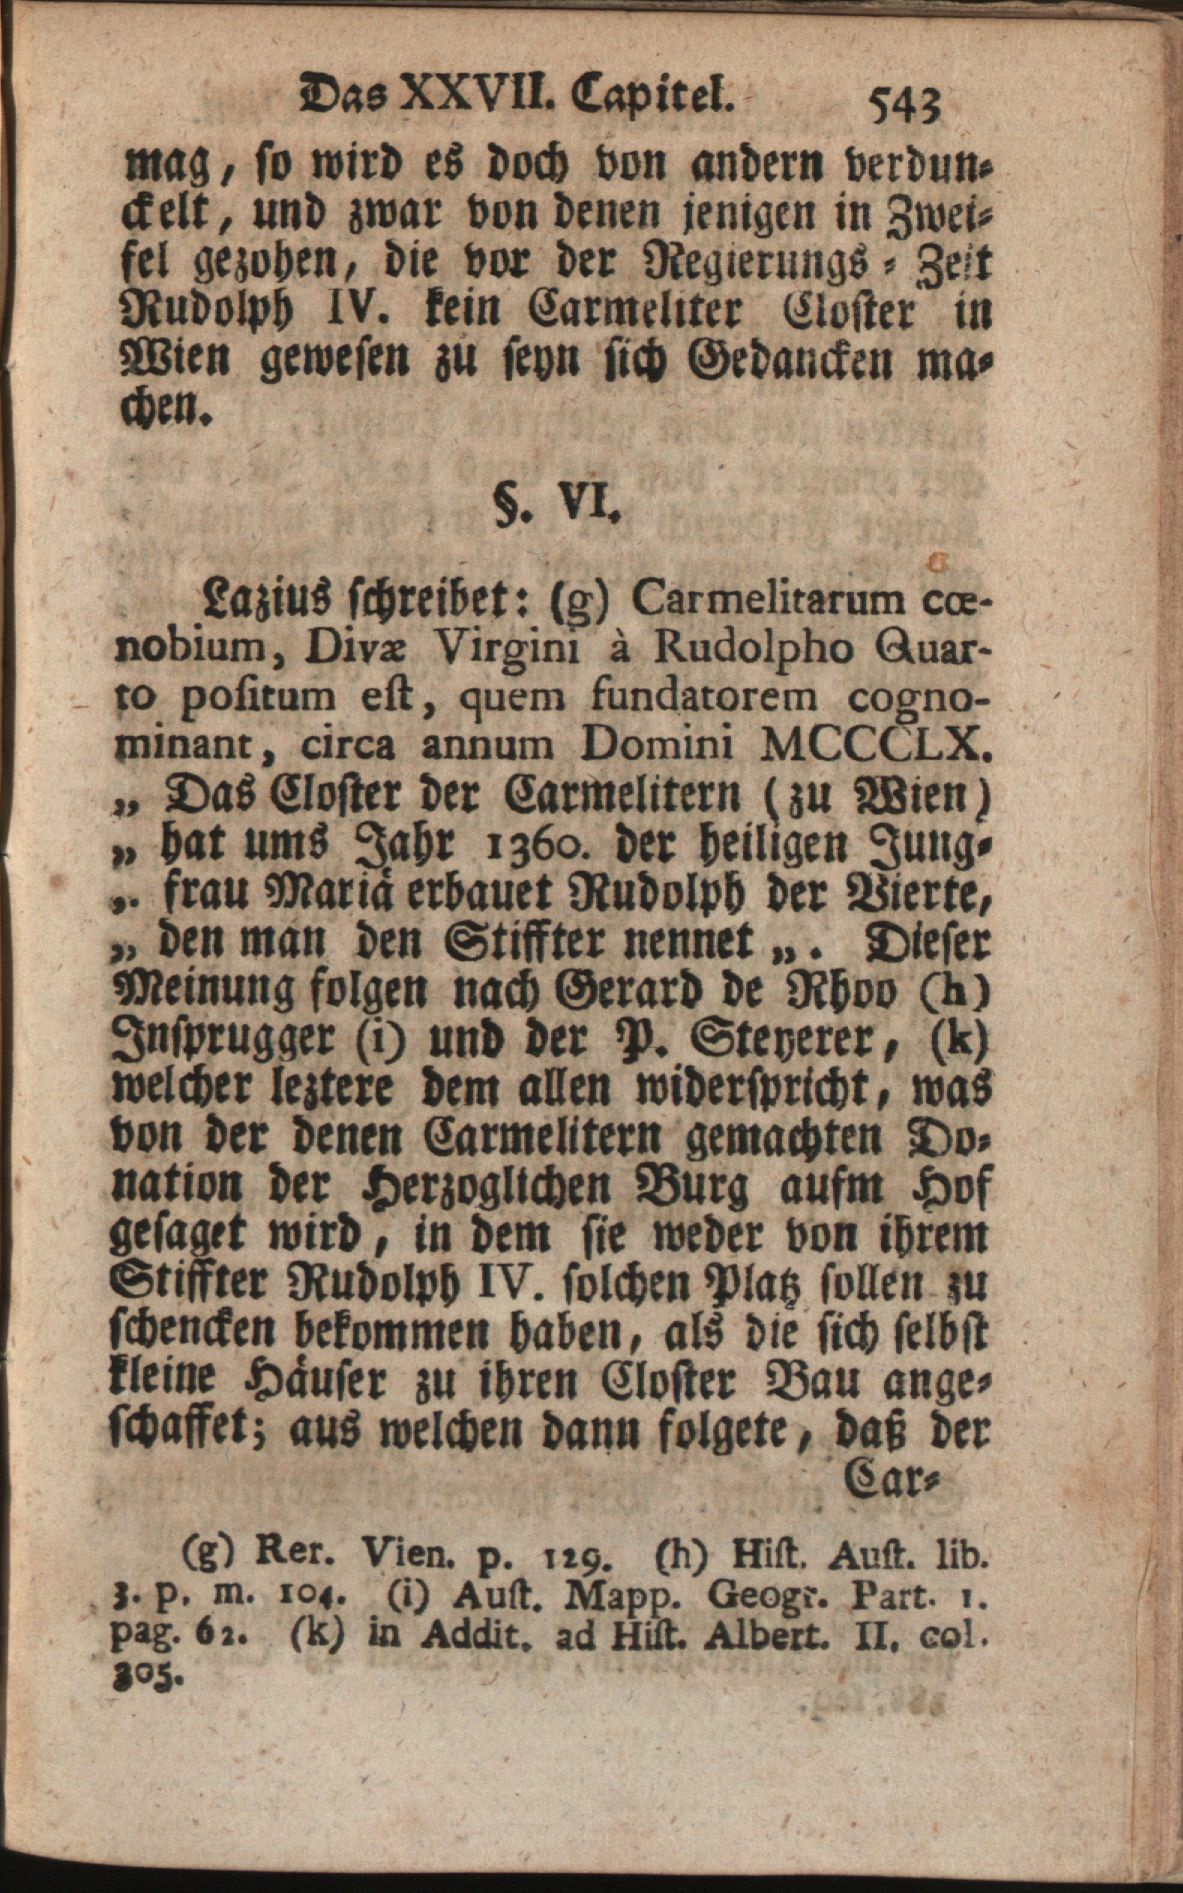 Das XXVII. Capitel. 543
mag, so wird es doch von andern verdun-
ckelt, und zwar von denen jenigen in Zwei-
fel gezohen, die vor der Regierungs-Zeit
Rudolph IV. kein Carmeliter Closter in
Wien gewesen zu seyn sich Gedancken ma-
chen.
§. VI.
Lazius schreibet: (g) Carmelitarum cœ-
nobium, Divæ Virgini à Rudolpho Quar-
to positum est, quem fundatorem cogno-
minant, circa annum Domini MCCCLX.
„ Das Closter der Carmelitern (zu Wien)
„ hat ums Jahr 1360. der heiligen Jung-
„ frau Mariä erbauet Rudolph der Vierte,
„ den man den Stiffter nennet „. Dieser
Meinung folgen nach Gerard de Rhoo (h)
Insprugger (i) und der P. Steyerer, (k)
welcher leztere dem allen widerspricht, was
von der denen Carmelitern gemachten Do-
nation der Herzoglichen Burg aufm Hof
gesaget wird, in dem sie weder von ihrem
Stiffter Rudolph IV. solchen Platz sollen zu
schencken bekommen haben, als die sich selbst
kleine Häuser zu ihren Closter Bau ange-
schaffet; aus welchen dann folgete, daß der
Car-
(g) Rer. Vien. p. 129. (h) Hist. Aust. lib.
3. p. m. 104. (i) Aust. Mapp. Geogr. Part. 1.
pag. 62. (k) in Addit. ad Hist. Albert. II. col.
305.